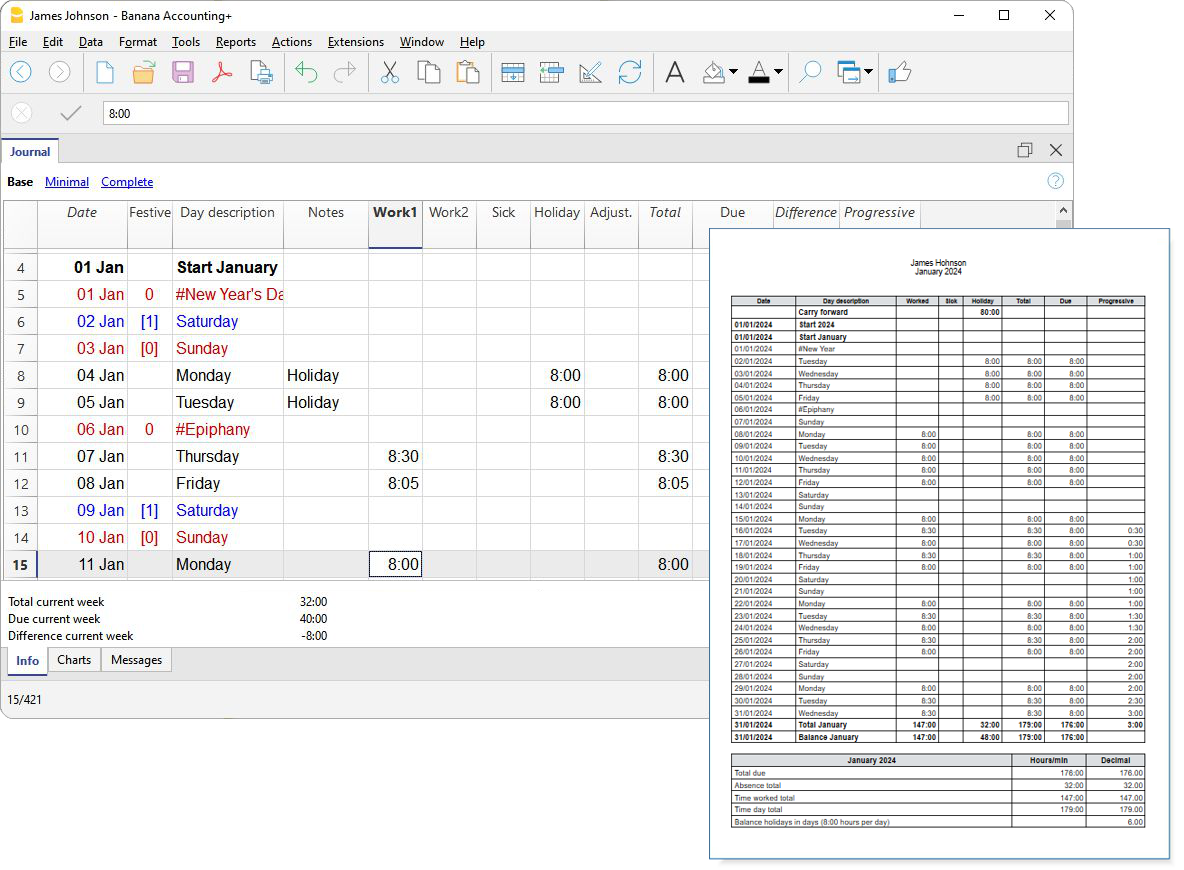 James Johnson - Banana Accounting+
File Edit Data Format Tools Reports Actions Extensions Window Help
8:00
Journal
Base Minimal Complete
Date Festive Day description Notes Work1 Work2 Sick Holiday Adjust. Total Due Difference Progressive
4 01 Jan Start January
5 01 Jan 0 #New Year's Da
6 02 Jan [1] Saturday
7 03 Jan [0] Sunday
8 04 Jan Monday Holiday 8:00 8:00
9 05 Jan Tuesday Holiday 8:00 8:00
10 06 Jan 0 #Epiphany
11 07 Jan Thursday 8:30 8:30
12 08 Jan Friday 8:05 8:05
13 09 Jan [1] Saturday
14 10 Jan [0] Sunday
15 11 Jan Monday 8:00 8:00
Total current week 32:00
Due current week 40:00
Difference current week -8:00
Info Charts Messages
15/421
James Hohnson
January 2024
Date Day description Worked Sick Holiday Total Due Progressive
Carry forward 80:00
01/01/2024 Start 2024
01/01/2024 Start January
01/01/2024 #New Year
02/01/2024 Tuesday 8:00 8:00 8:00
03/01/2024 Wednesday 8:00 8:00 8:00
04/01/2024 Thursday 8:00 8:00 8:00
05/01/2024 Friday 8:00 8:00 8:00
06/01/2024 #Epiphany
07/01/2024 Sunday
08/01/2024 Monday 8:00 8:00 8:00
09/01/2024 Tuesday 8:00 8:00 8:00
10/01/2024 Wednesday 8:00 8:00 8:00
11/01/2024 Thursday 8:00 8:00 8:00
12/01/2024 Friday 8:00 8:00 8:00
13/01/2024 Saturday
14/01/2024 Sunday
15/01/2024 Monday 8:00 8:00 8:00
16/01/2024 Tuesday 8:30 8:30 8:00 0:30
17/01/2024 Wednesday 8:00 8:00 8:00 0:30
18/01/2024 Thursday 8:30 8:30 8:00 1:00
19/01/2024 Friday 8:00 8:00 8:00 1:00
20/01/2024 Saturday 1:00
21/01/2024 Sunday 1:00
22/01/2024 Monday 8:00 8:00 8:00 1:00
23/01/2024 Tuesday 8:30 8:30 8:00 1:30
24/01/2024 Wednesday 8:00 8:00 8:00 1:30
25/01/2024 Thursday 8:30 8:30 8:00 2:00
26/01/2024 Friday 8:00 8:00 8:00 2:00
27/01/2024 Saturday 2:00
28/01/2024 Sunday 2:00
29/01/2024 Monday 8:00 8:00 8:00 2:00
30/01/2024 Tuesday 8:30 8:30 8:00 2:30
31/01/2024 Wednesday 8:30 8:30 8:00 3:00
31/01/2024 Total January 147:00 32:00 179:00 176:00 3:00
31/01/2024 Balance January 147:00 48:00 179:00 176:00
January 2024 Hours/min Decimal
Total due 176:00 176.00
Absence total 32:00 32.00
Time worked total 147:00 147.00
Time day total 179:00 179.00
Balance holidays in days (8:00 hours per day) 6.00